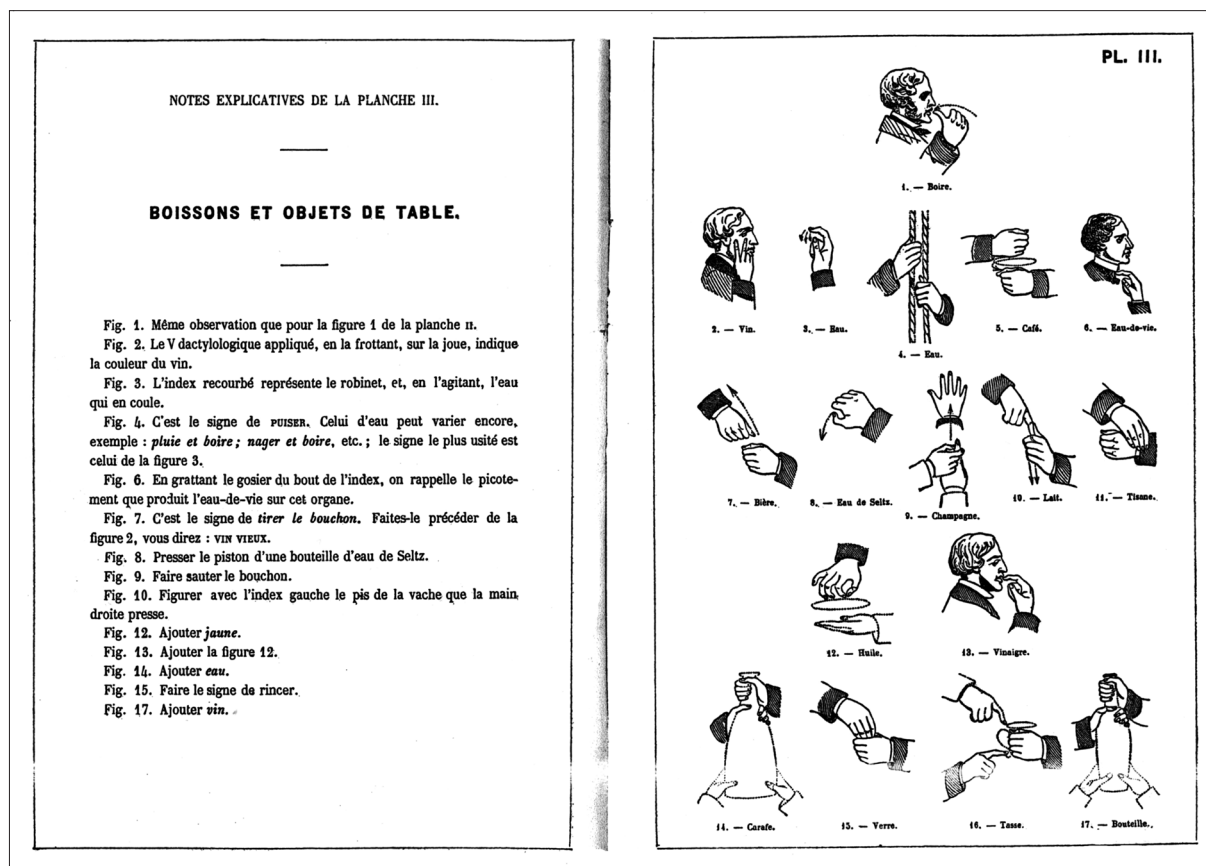 NOTES EXPLICATIVES DE LA PLANCHE III.
BOISSONS ET OBJETS DE TABLE.
Fig. 1. Même observation que pour la figure 1 de la planche II.
Fig. 2. Le V dactylologique appliqué, en la frottant, sur la joue, indique
la couleur du vin.
Fig. 3. L'index recourbé représente le robinet, et, en l'agitant, l'eau
qui en coule.
Fig. 4. C'est le signe de PUISER. Celui d'eau peut varier encore,
exemple : pluie et boire ; nager et boire, etc. ; le signe le plus usité est
celui de la figure 3.
Fig. 6. En grattant le gosier du bout de l'index, on rappelle le picote-
ment que produit l'eau-de-vie sur cet organe.
Fig. 7. C'est le signe de tirer le bouchon. Faites-le précéder de la
figure 2, vous direz : VIN VIEUX.
Fig. 8. Presser le piston d'une bouteille d'eau de Seltz.
Fig. 9. Faire sauter le bouchon.
Fig. 10. Figurer avec l'index gauche le pis de la vache que la main
droite presse.
Fig. 12. Ajouter jaune.
Fig. 13. Ajouter la figure 12.
Fig. 14. Ajouter eau.
Fig. 15. Faire le signe de rincer.
Fig. 17. Ajouter vin.
PL. III.
1. — Boire.
2. — Vin.
3. — Eau.
4. — Eau.
5. — Café.
6. — Eau-de-vie.
7. — Bière.
8. — Eau de Seltz.
9. — Champagne.
10. — Lait.
11. — Tisane.
12. — Huile.
13. — Vinaigre.
14. — Carafe.
15. — Verre.
16. — Tasse.
17. — Bouteille.